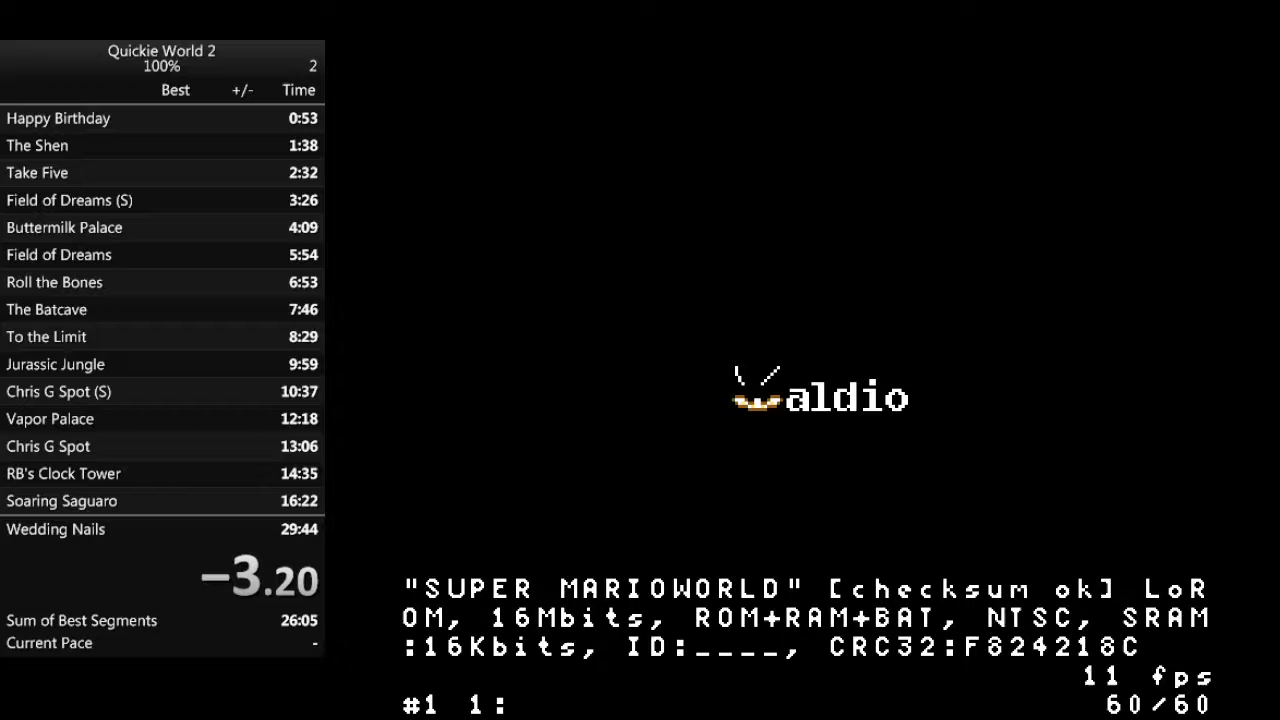 Quickie World 2
100% 2
Best +/- Time
Happy Birthday 0:53
The Shen 1:38
Take Five 2:32
Field of Dreams (S) 3:26
Buttermilk Palace 4:09
Field of Dreams 5:54
Roll the Bones 6:53
The Batcave 7:46
To the Limit 8:29
Jurassic Jungle 9:59
Chris G Spot (S) 10:37
Vapor Palace 12:18
Chris G Spot 13:06
RB's Clock Tower 14:35
Soaring Saguaro 16:22
Wedding Nails 29:44
−3.20
Sum of Best Segments 26:05
Current Pace -
aldio
"SUPER MARIOWORLD" [checksum ok] LoR
OM, 16Mbits, ROM+RAM+BAT, NTSC, SRAM
:16Kbits, ID:____, CRC32:F824218C
11 fps
#1 1: 60/60